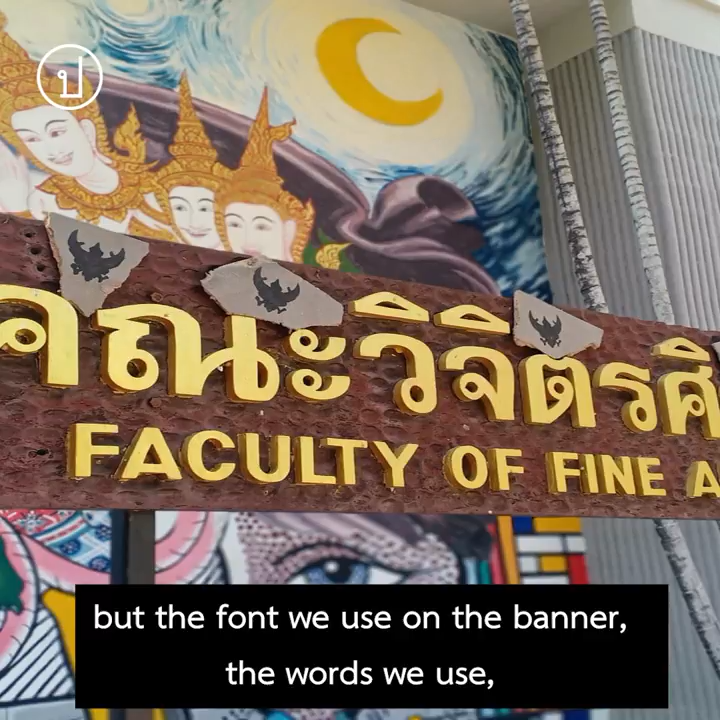 ป
คณะวิจิตรศิ
FACULTY OF FINE A
but the font we use on the banner,
the words we use,